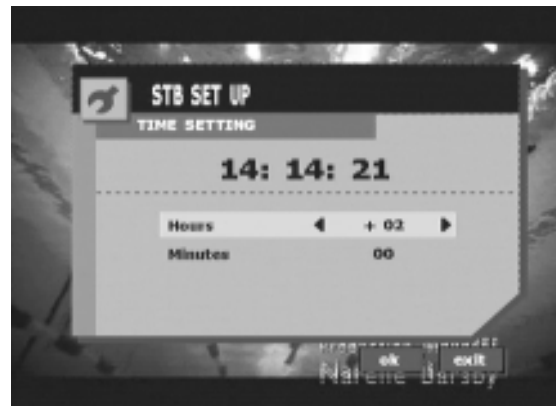 STB SET UP
TIME SETTING
14: 14: 21
Hours + 02
Minutes 00
ok exit